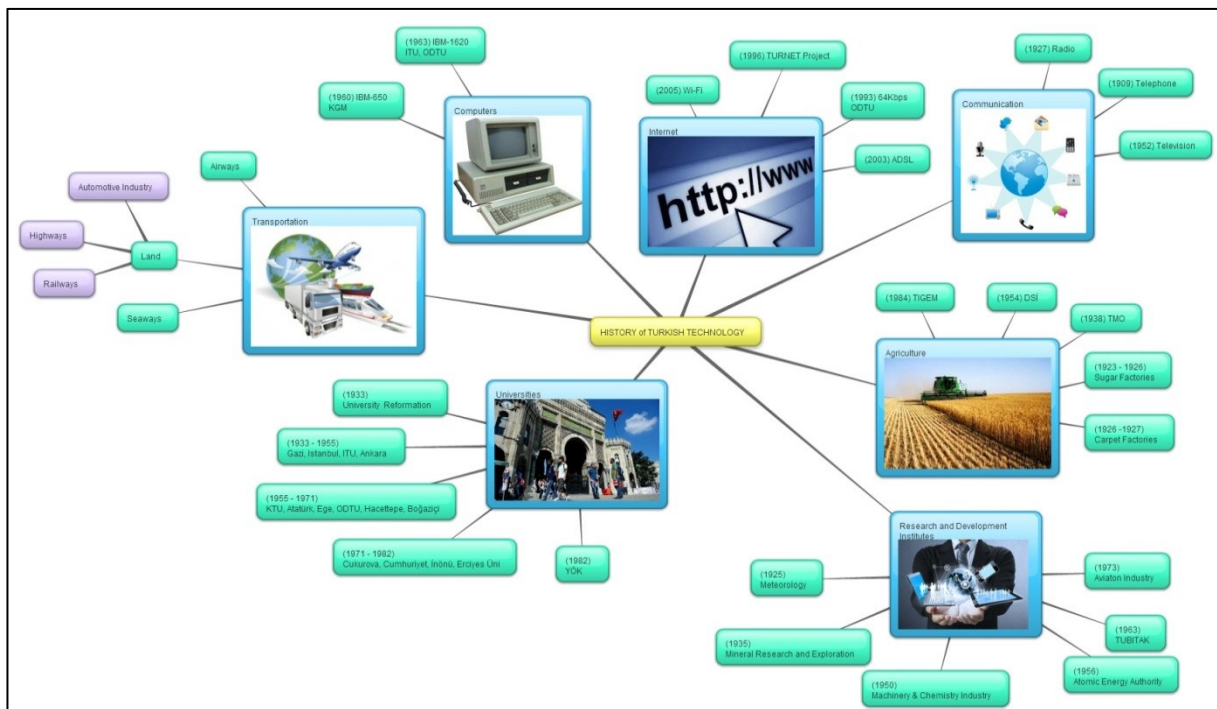 HISTORY of TURKISH TECHNOLOGY
Computers
(1963) IBM-1620
ITU, ODTU
(1960) IBM-650
KGM
Internet
(2005) Wi-Fi
(1996) TURNET Project
(1993) 64Kbps
ODTU
(2003) ADSL
Communication
(1927) Radio
(1909) Telephone
(1952) Television
Transportation
Airways
Land
Automotive Industry
Highways
Railways
Seaways
http://www
Agriculture
(1984) TIGEM
(1954) DSİ
(1938) TMO
(1923 - 1926)
Sugar Factories
(1926 -1927)
Carpet Factories
Universities
(1933)
University Reformation
(1933 - 1955)
Gazi, Istanbul, ITU, Ankara
(1955 - 1971)
KTU, Atatürk, Ege, ODTU, Hacettepe, Boğaziçi
(1971 - 1982)
Cukurova, Cumhuriyet, İnönü, Erciyes Üni
(1982)
YÖK
Research and Development
Institutes
(1925)
Meteorology
(1935)
Mineral Research and Exploration
(1950)
Machinery & Chemistry Industry
(1973)
Aviaton Industry
(1963)
TUBITAK
(1956)
Atomic Energy Authority